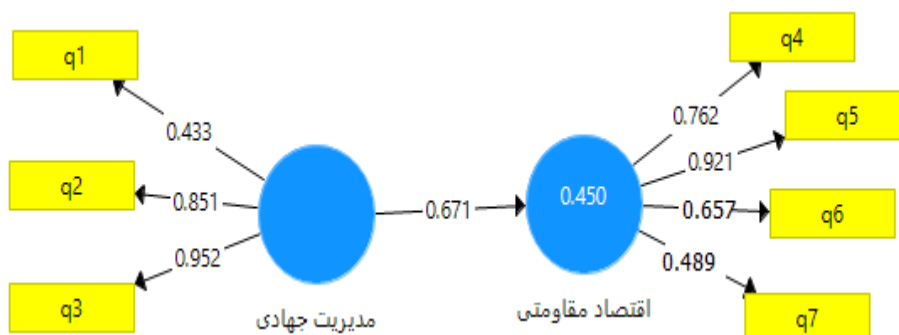 q1
q2
q3
0.433
0.851
0.952
مدیریت جهادی
0.671
0.450
اقتصاد مقاومتی
0.762
0.921
0.657
0.489
q4
q5
q6
q7